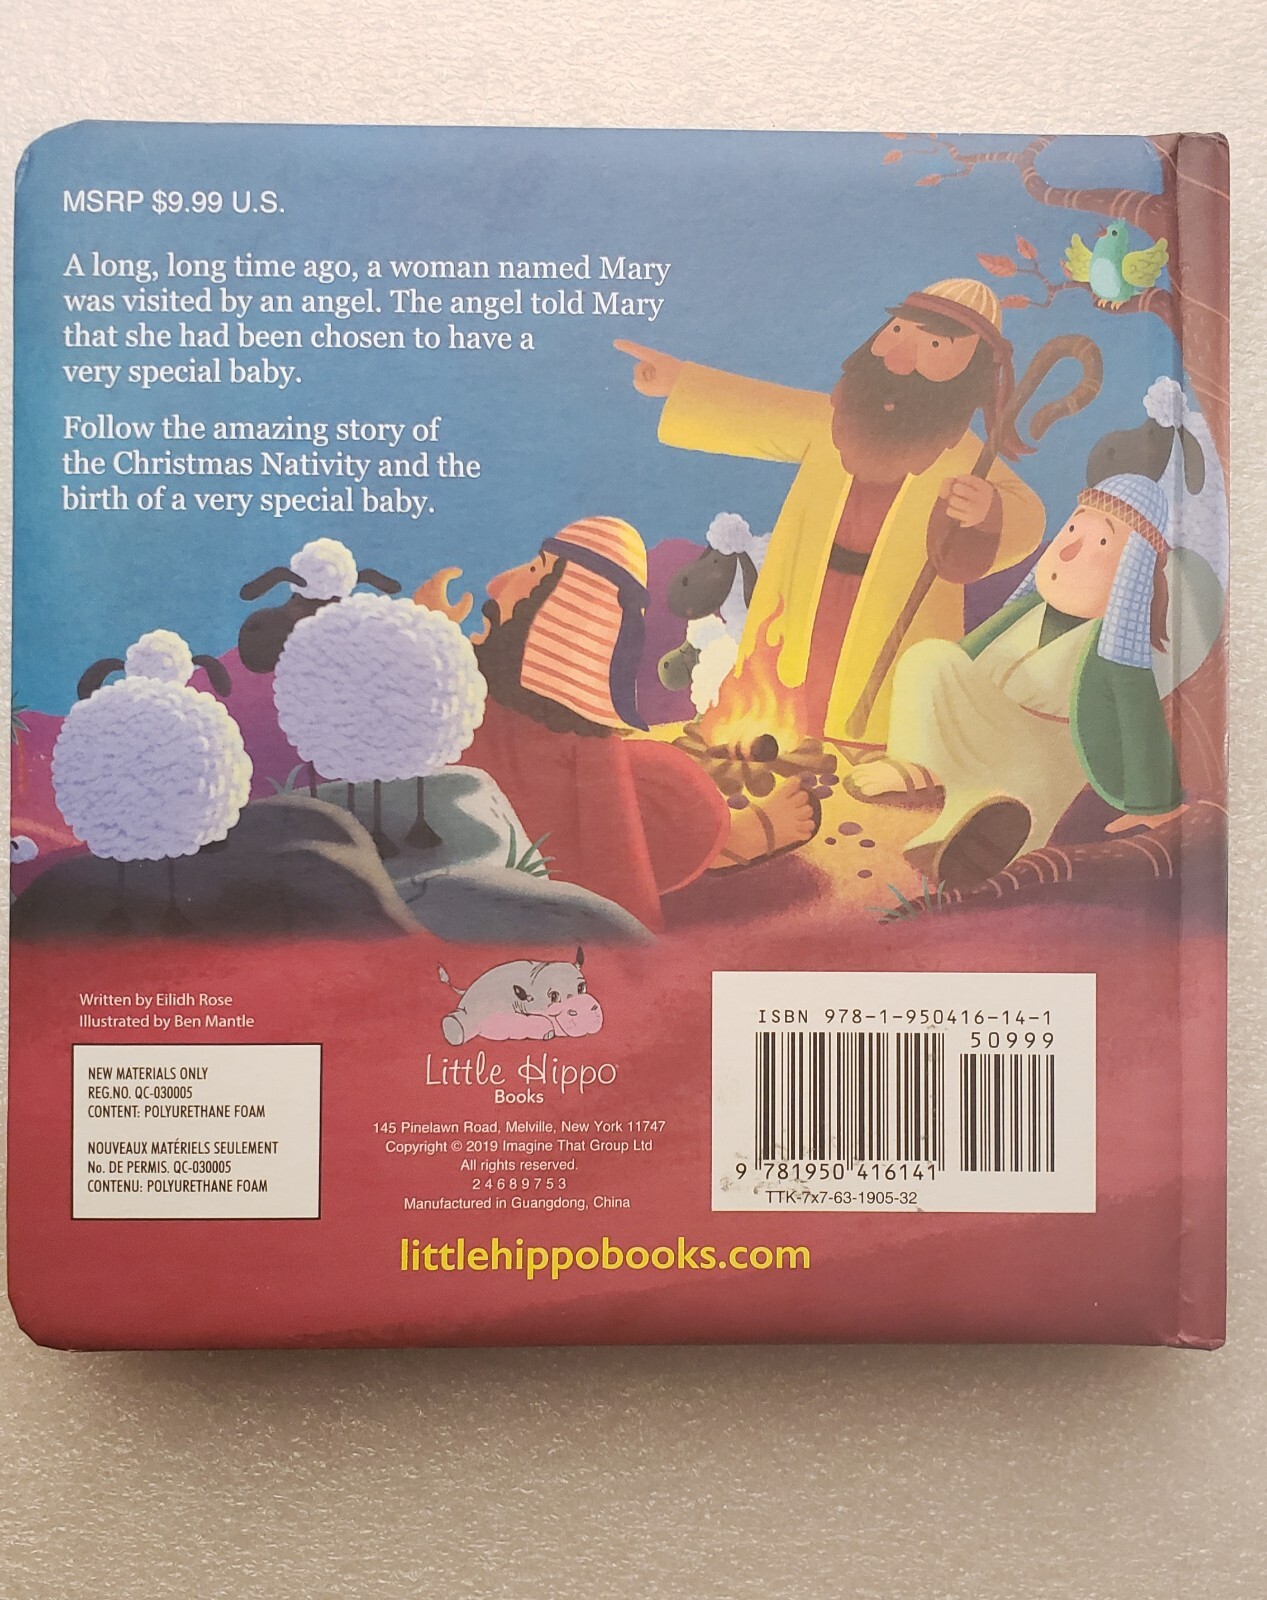 MSRP $9.99 U.S.
A long, long time ago, a woman named Mary
was visited by an angel. The angel told Mary
that she had been chosen to have a
very special baby.
Follow the amazing story of
the Christmas Nativity and the
birth of a very special baby.
Written by Eilidh Rose
Illustrated by Ben Mantle
NEW MATERIALS ONLY
REG.NO. QC-030005
CONTENT: POLYURETHANE FOAM
NOUVEAUX MATÉRIELS SEULEMENT
No. DE PERMIS. QC-030005
CONTENU: POLYURETHANE FOAM
Little Hippo
Books
145 Pinelawn Road, Melville, New York 11747
Copyright © 2019 Imagine That Group Ltd
All rights reserved.
2 4 6 8 9 7 5 3
Manufactured in Guangdong, China
ISBN 978-1-950416-14-1
50999
9 781950 416141
TTK-7x7-63-1905-32
littlehippobooks.com